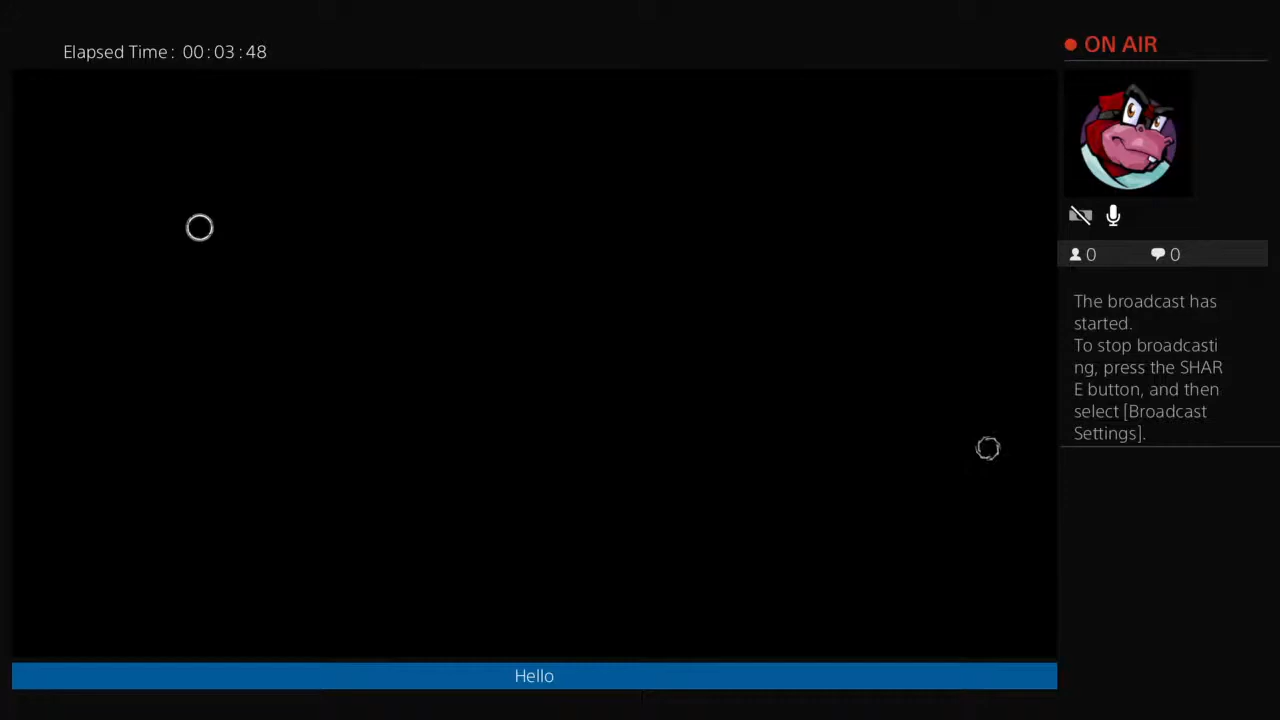 Elapsed Time: 00:03:48
ON AIR
0 0
The broadcast has
started.
To stop broadcasti
ng, press the SHAR
E button, and then
select [Broadcast
Settings].
Hello